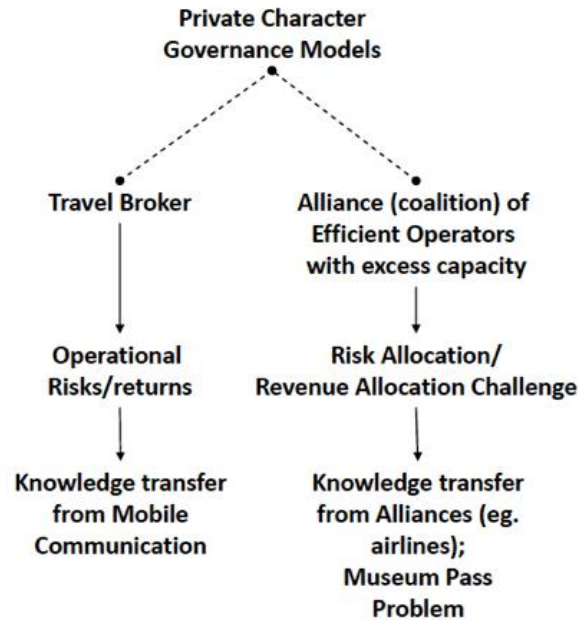 Private Character
Governance Models
Travel Broker
Alliance (coalition) of
Efficient Operators
with excess capacity
Operational
Risks/returns
Risk Allocation/
Revenue Allocation Challenge
Knowledge transfer
from Mobile
Communication
Knowledge transfer
from Alliances (eg.
airlines);
Museum Pass
Problem